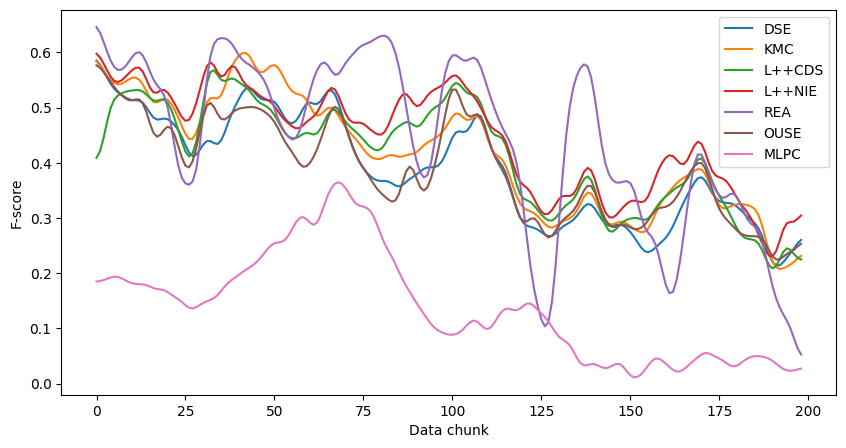 F-score
0.6
0.5
0.4
0.3
0.2
0.1
0.0
0
25
50
75
100
125
150
175
200
Data chunk
DSE
KMC
L++CDS
L++NIE
REA
OUSE
MLPC